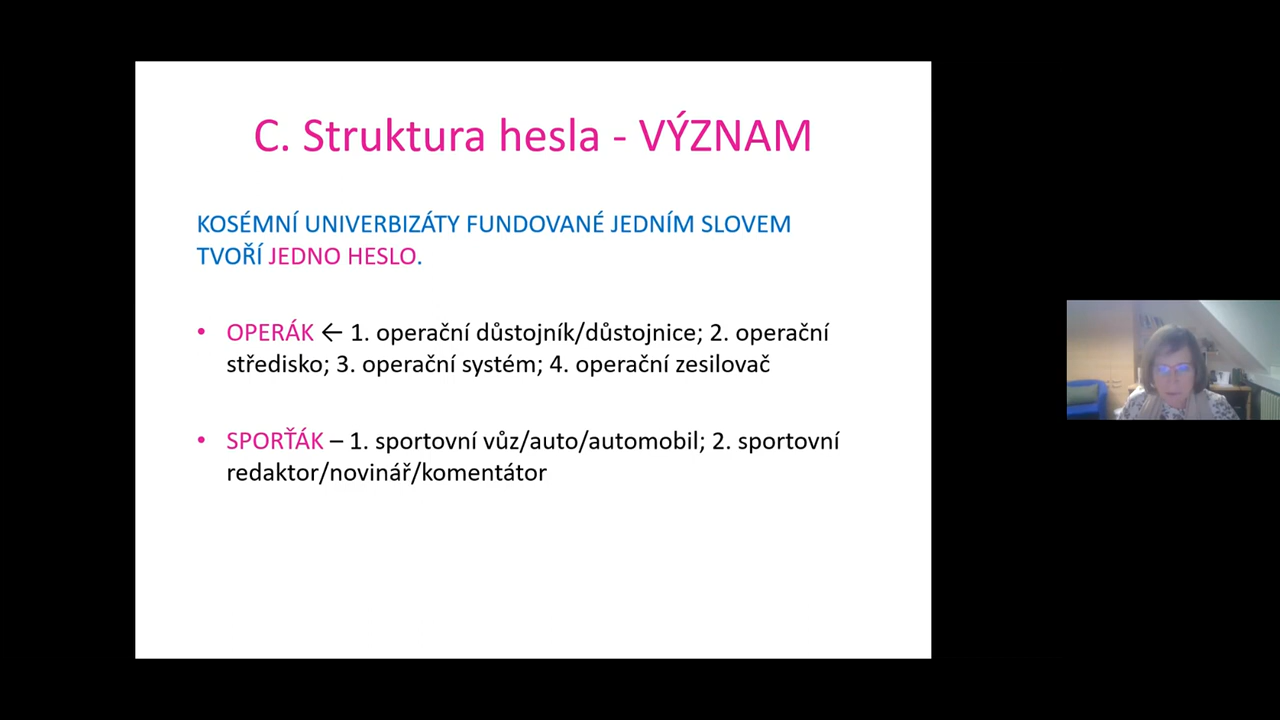 C. Struktura hesla - VÝZNAM
KOSÉMNÍ UNIVERBIZÁTY FUNDOVANÉ JEDNÍM SLOVEM
TVOŘÍ JEDNO HESLO.
• OPERÁK ← 1. operační důstojník/důstojnice; 2. operační
středisko; 3. operační systém; 4. operační zesilovač
• SPORŤÁK – 1. sportovní vůz/auto/automobil; 2. sportovní
redaktor/novinář/komentátor